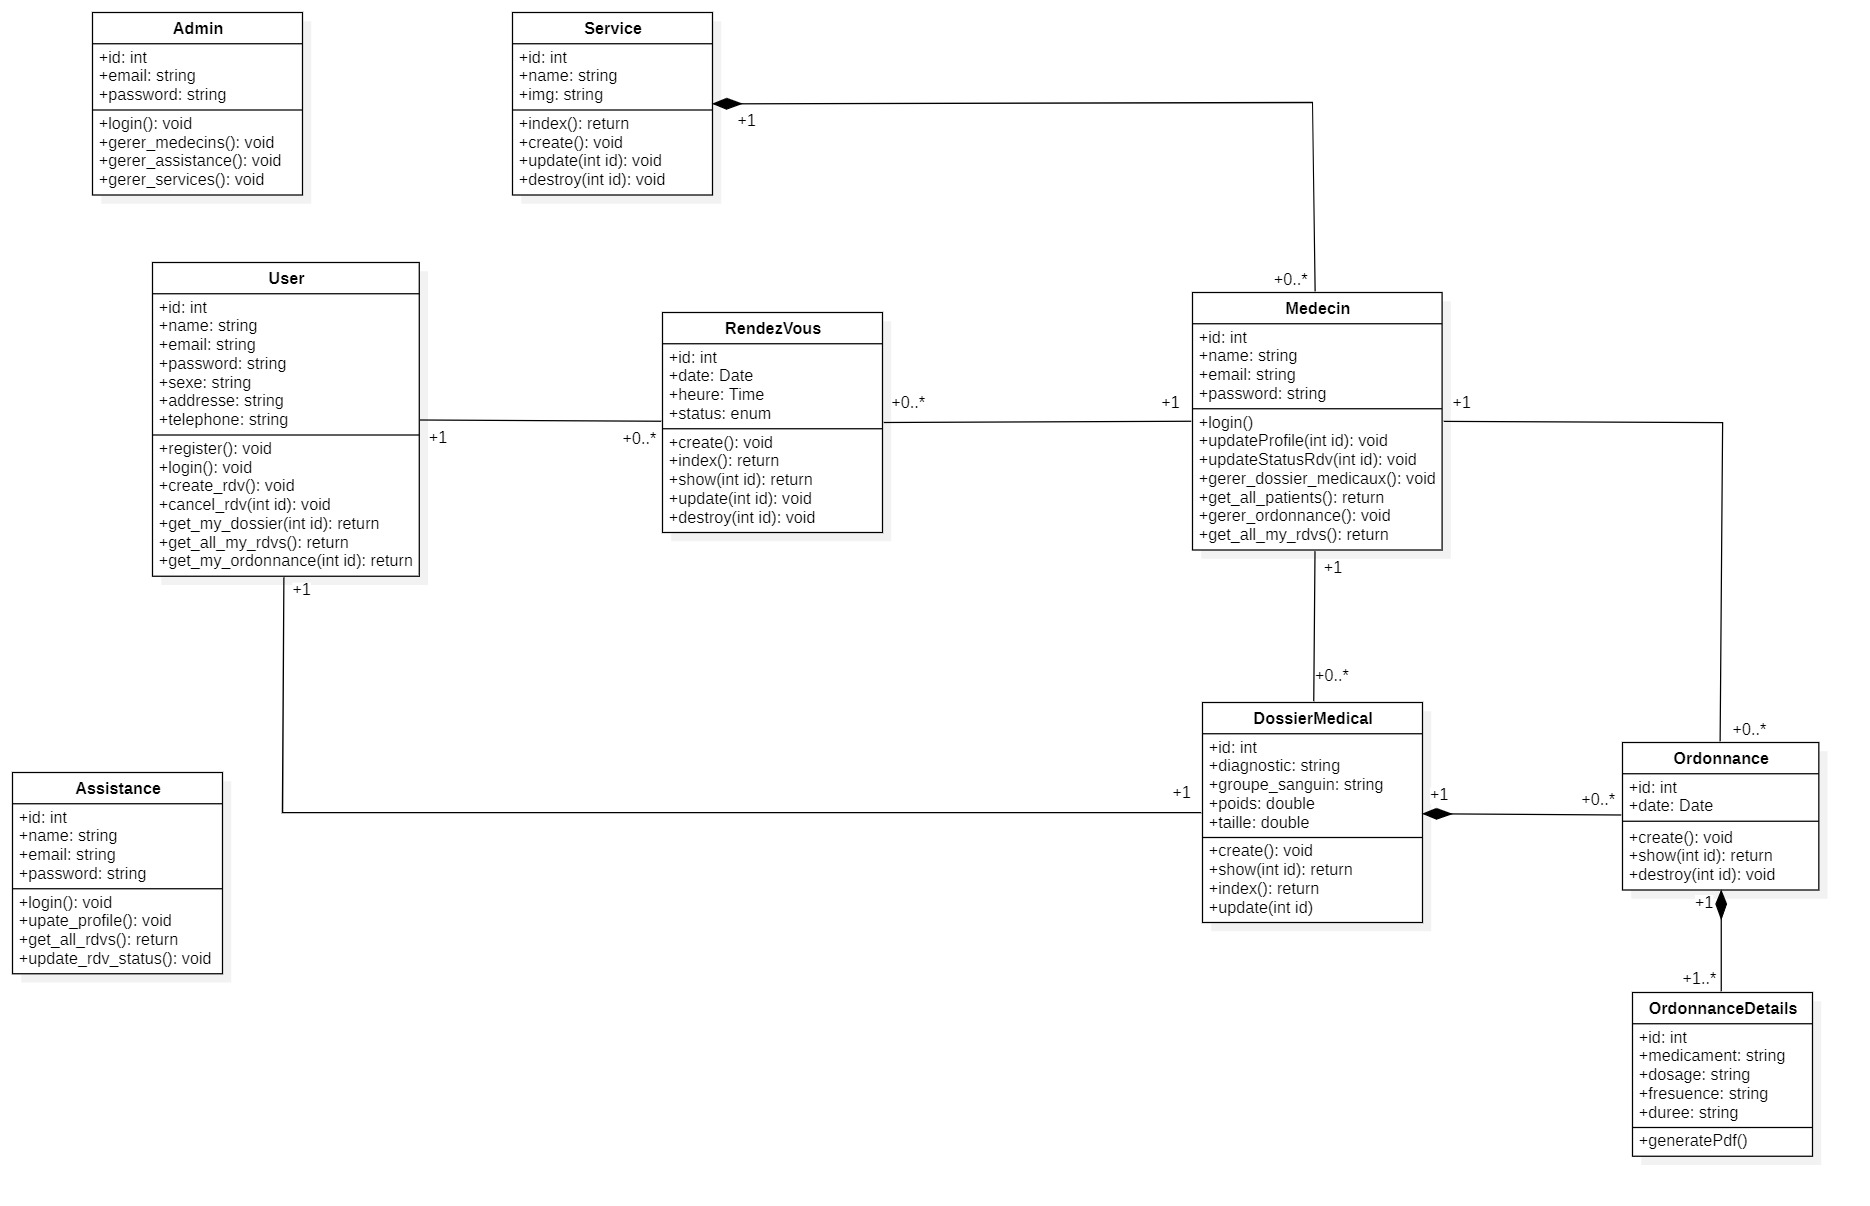 Admin
+id: int
+email: string
+password: string
+login(): void
+gerer_medecins(): void
+gerer_assistance(): void
+gerer_services(): void
Service
+id: int
+name: string
+img: string
+index(): return
+create(): void
+update(int id): void
+destroy(int id): void
+1
+0..*
User
+id: int
+name: string
+email: string
+password: string
+sexe: string
+addresse: string
+telephone: string
+register(): void
+login(): void
+create_rdv(): void
+cancel_rdv(int id): void
+get_my_dossier(int id): return
+get_all_my_rdvs(): return
+get_my_ordonnance(int id): return
+1
+0..*
RendezVous
+id: int
+date: Date
+heure: Time
+status: enum
+create(): void
+index(): return
+show(int id): return
+update(int id): void
+destroy(int id): void
+0..*
+1
Medecin
+id: int
+name: string
+email: string
+password: string
+login()
+updateProfile(int id): void
+updateStatusRdv(int id): void
+gerer_dossier_medicaux(): void
+get_all_patients(): return
+gerer_ordonnance(): void
+get_all_my_rdvs(): return
+1
+0..*
+1
+0..*
+1
+1
DossierMedical
+id: int
+diagnostic: string
+groupe_sanguin: string
+poids: double
+taille: double
+create(): void
+show(int id): return
+index(): return
+update(int id)
+1
+0..*
Ordonnance
+id: int
+date: Date
+create(): void
+show(int id): return
+destroy(int id): void
+1
+1..*
Assistance
+id: int
+name: string
+email: string
+password: string
+login(): void
+upate_profile(): void
+get_all_rdvs(): return
+update_rdv_status(): void
OrdonnanceDetails
+id: int
+medicament: string
+dosage: string
+fresuence: string
+duree: string
+generatePdf()